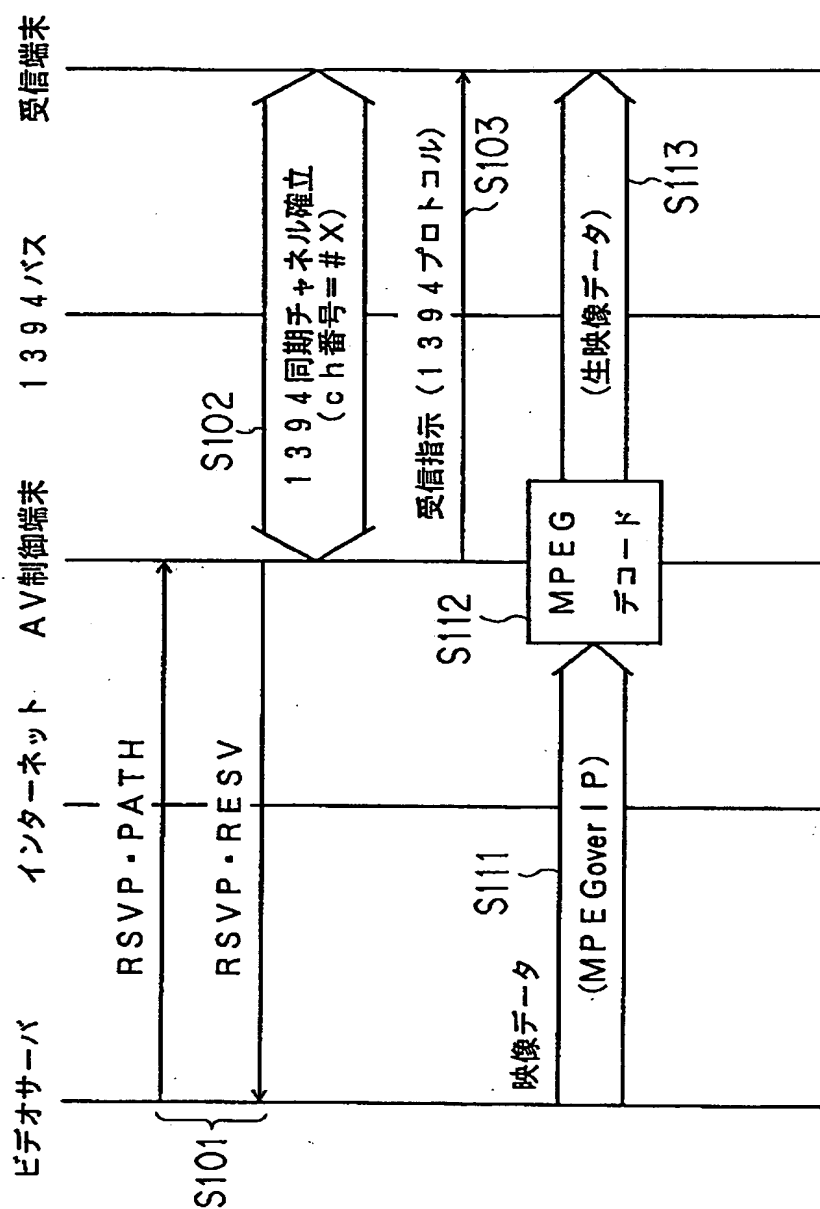 ビデオサーバ
インターネット
AV制御端末
1394バス
受信端末
RSVP・PATH
RSVP・RESV
S101
S102
1394同期チャネル確立
(ch番号=#X)
受信指示(1394プロトコル)
S103
映像データ
S111
(MPEGover IP)
S112
MPEG
デコード
(生映像データ)
S113